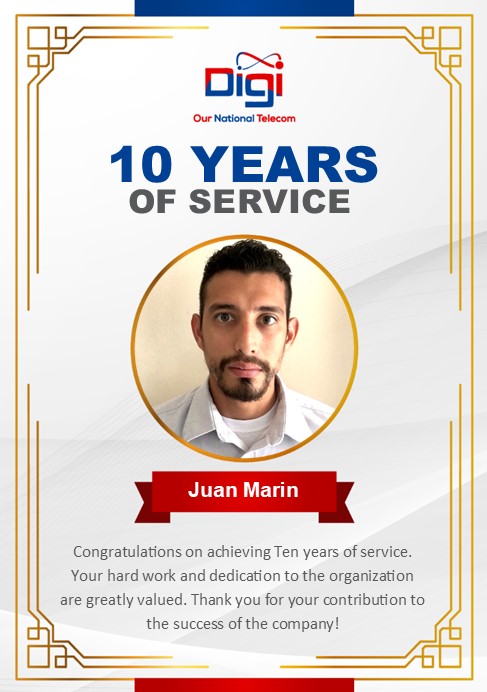 Digi
Our National Telecom
10 YEARS
OF SERVICE
Juan Marin
Congratulations on achieving Ten years of service.
Your hard work and dedication to the organization
are greatly valued. Thank you for your contribution to
the success of the company!